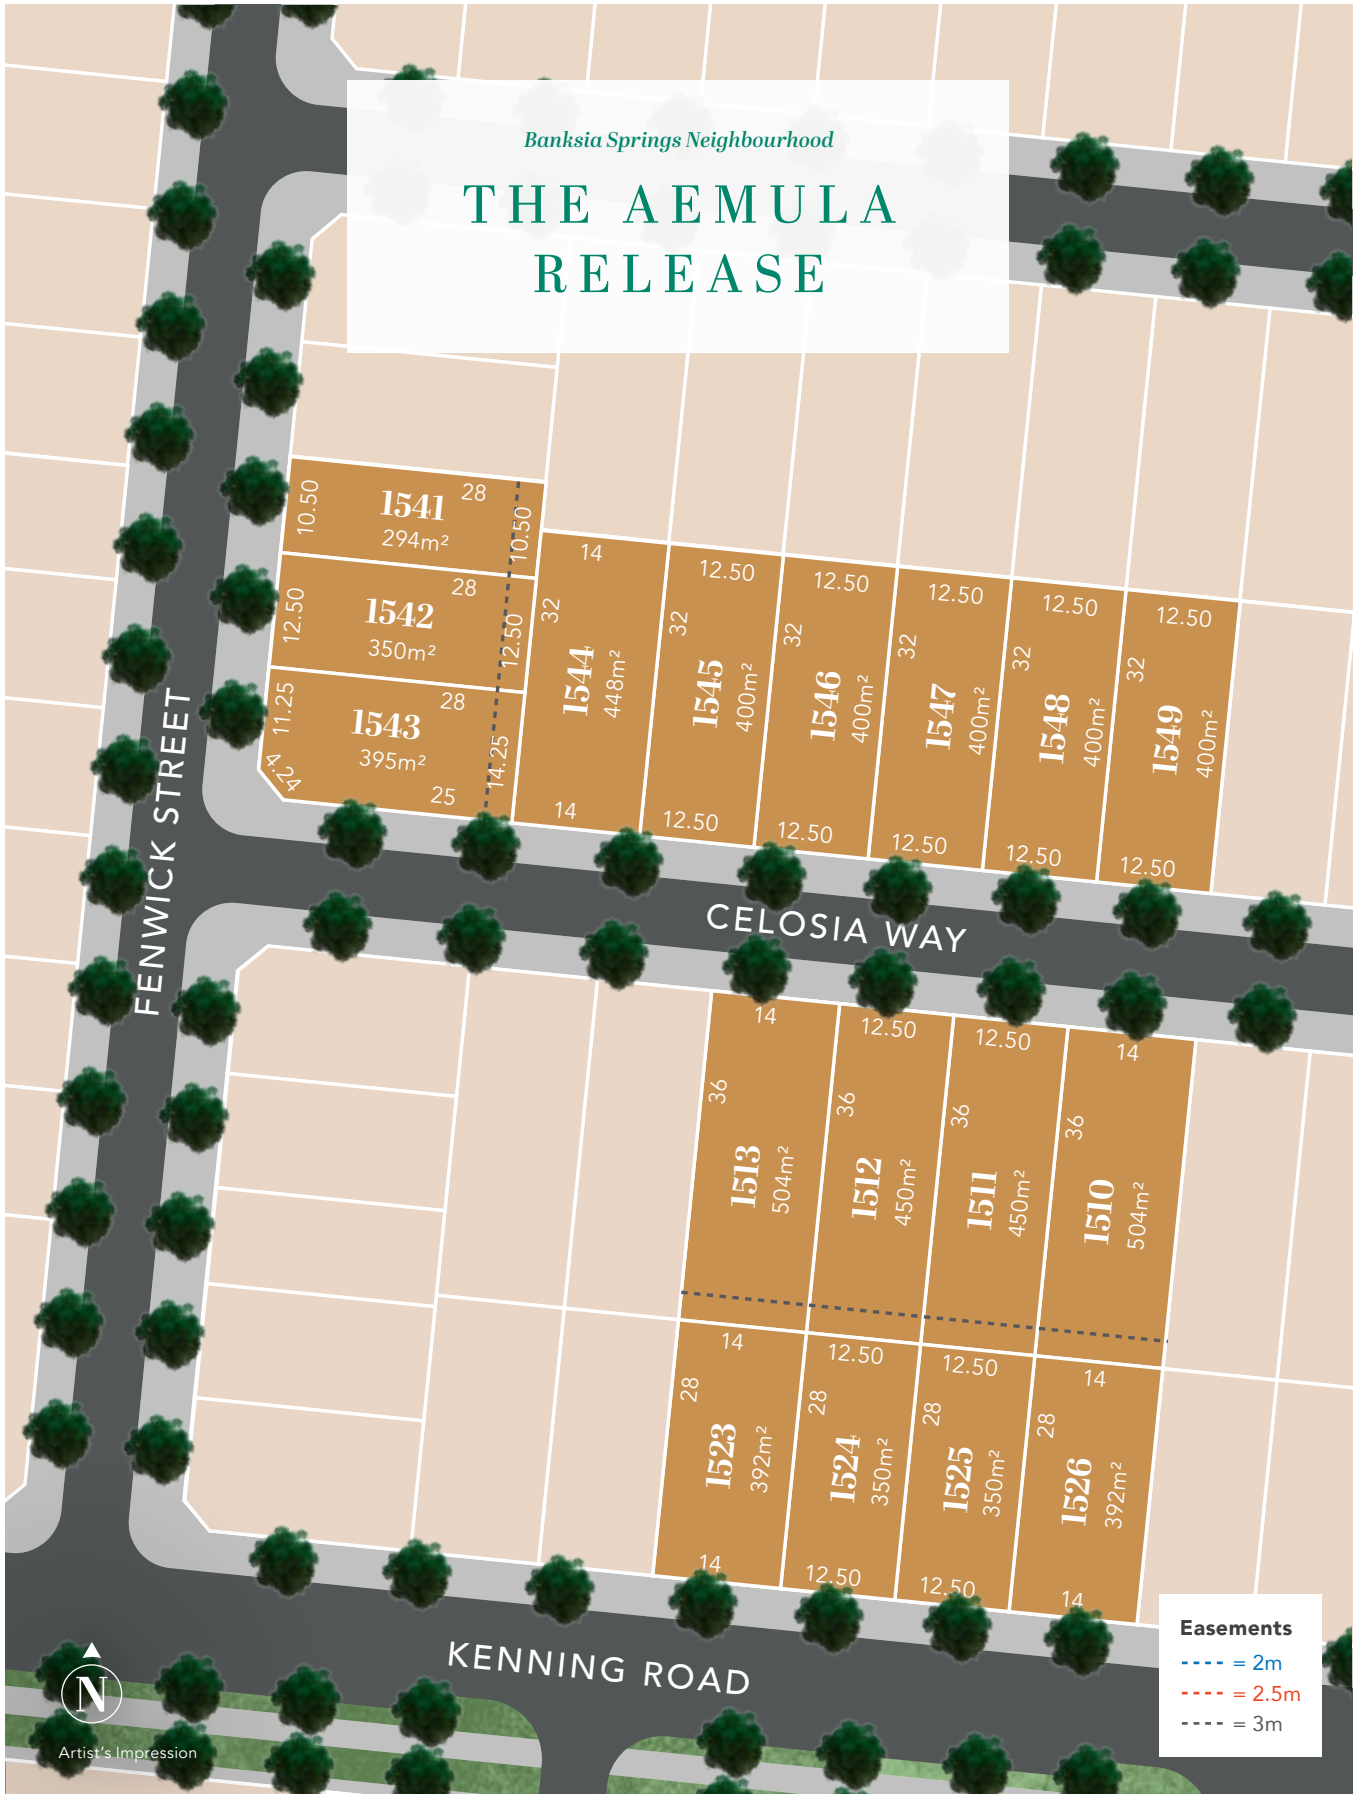 Banksia Springs Neighbourhood
THE AEMULA
RELEASE
28
10.50
1541
294m²
10.50
28
12.50
1542
350m²
12.50
28
11.25
1543
395m²
14.25
4.24
25
14
32
1544
448m²
14
12.50
32
1545
400m²
12.50
12.50
32
1546
400m²
12.50
12.50
32
1547
400m²
12.50
12.50
32
1548
400m²
12.50
12.50
32
1549
400m²
12.50
FENWICK STREET
CELOSIA WAY
14
36
1513
504m²
12.50
36
1512
450m²
12.50
36
1511
450m²
14
36
1510
504m²
14
28
1523
392m²
14
12.50
28
1524
350m²
12.50
12.50
28
1525
350m²
12.50
14
28
1526
392m²
14
KENNING ROAD
Easements
= 2m
= 2.5m
= 3m
N
Artist's Impression